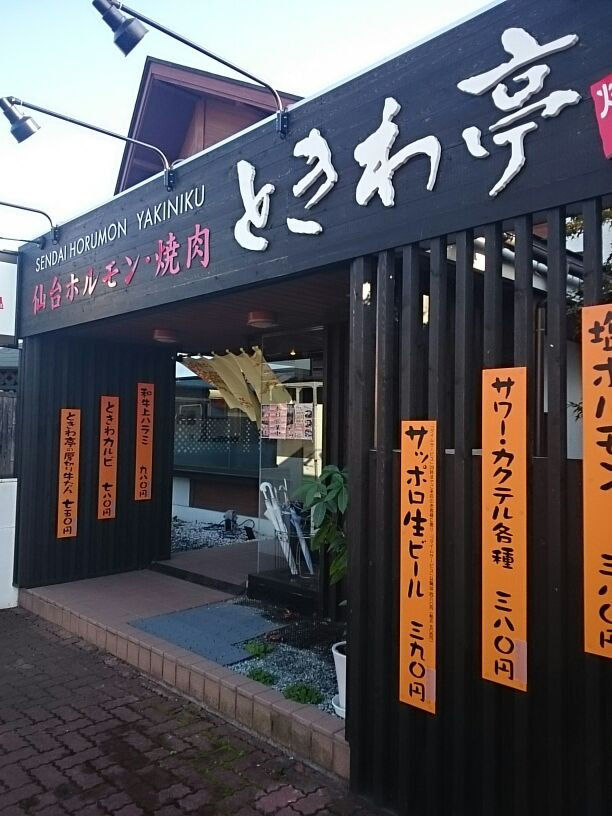 ときわ亭
SENDAI HORUMON YAKINIKU
仙台ホルモン・焼肉
塩ホルモン 三八〇円
サワー・カクテル各種 三八〇円
サッポロ生ビール 三九〇円
和牛上ハラミ 九八〇円
ときわカルビ 七八〇円
ときわ亭の厚切り牛タン 七五〇円